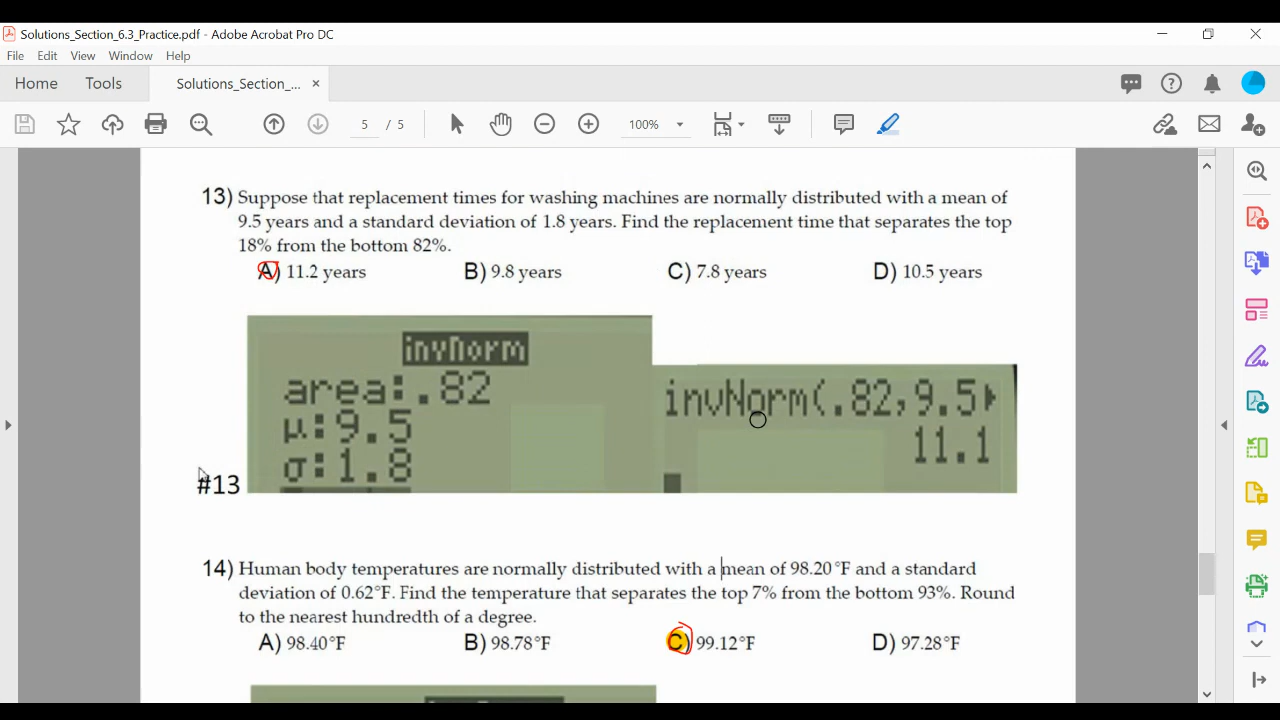 Solutions_Section_6.3_Practice.pdf - Adobe Acrobat Pro DC
File Edit View Window Help
Home Tools Solutions_Section_... ×
5 / 5 100%
13) Suppose that replacement times for washing machines are normally distributed with a mean of
9.5 years and a standard deviation of 1.8 years. Find the replacement time that separates the top
18% from the bottom 82%.
A) 11.2 years B) 9.8 years C) 7.8 years D) 10.5 years
invNorm
area:.82
μ:9.5
σ:1.8
invNorm(.82,9.5
11.1
#13
14) Human body temperatures are normally distributed with a mean of 98.20°F and a standard
deviation of 0.62°F. Find the temperature that separates the top 7% from the bottom 93%. Round
to the nearest hundredth of a degree.
A) 98.40°F B) 98.78°F C) 99.12°F D) 97.28°F